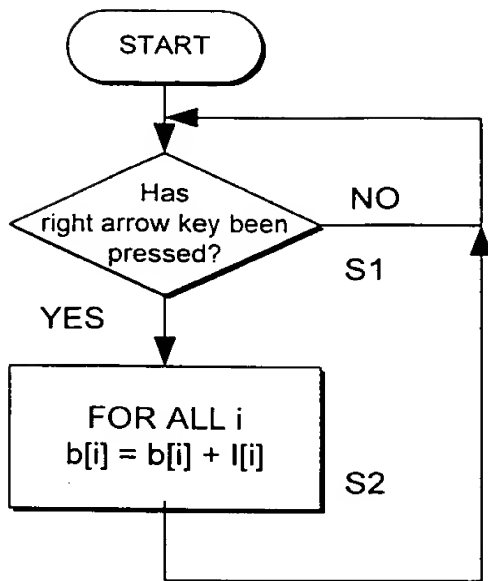 START
Has
right arrow key been
pressed?
NO
S1
YES
FOR ALL i
b[i] = b[i] + I[i]
S2